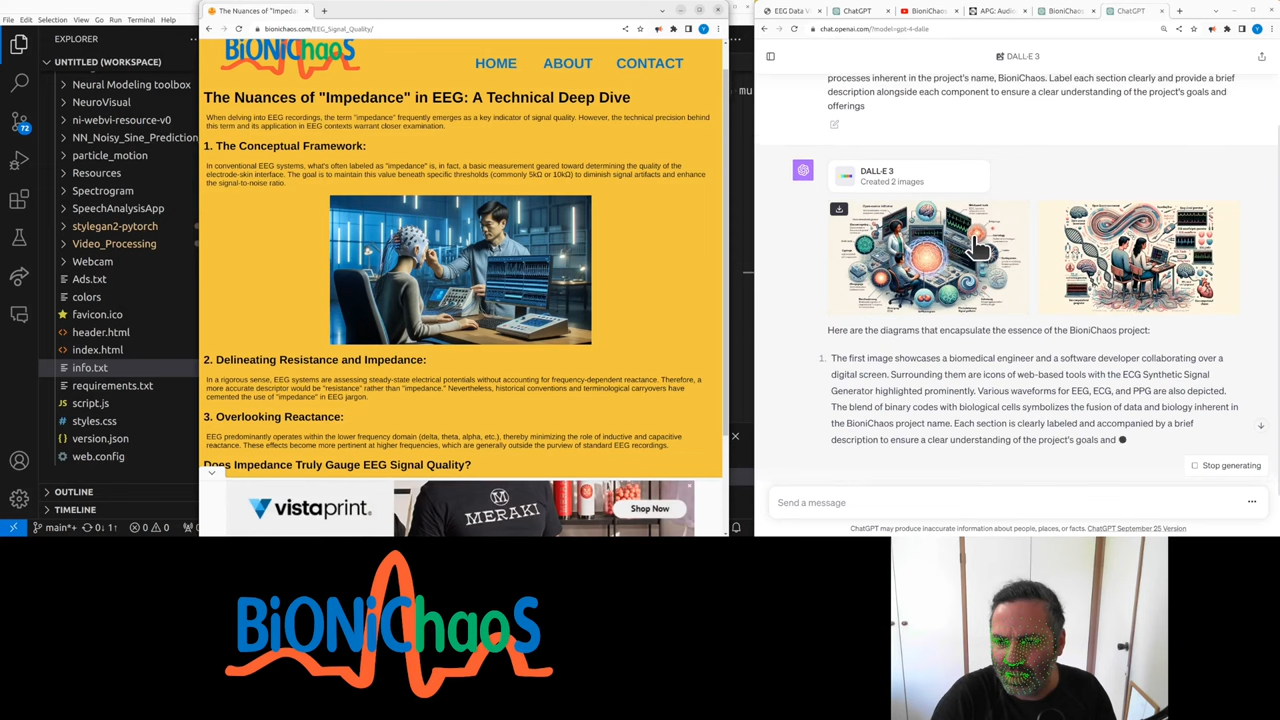 File Edit Selection View Go Run Terminal
EXPLORER
UNTITLED (WORKSPACE)
Neural Modeling toolbox
NeuroVisual
ni-webvi-resource-v0
NN_Noisy_Sine_Prediction
particle_motion
Resources
Spectrogram
SpeechAnalysisApp
stylegan2-pytorch
Video_Processing
Webcam
Ads.txt
colors
favicon.ico
header.html
index.html
info.txt
requirements.txt
script.js
styles.css
version.json
web.config
OUTLINE
TIMELINE
72
main*+ 0↓ 1↑ 0 0
The Nuances of "Impeda
bionichaos.com/EEG_Signal_Quality/
BiONiChaoS
HOME ABOUT CONTACT
The Nuances of "Impedance" in EEG: A Technical Deep Dive
When delving into EEG recordings, the term "impedance" frequently emerges as a key indicator of signal quality. However, the technical precision behind
this term and its application in EEG contexts warrant closer examination.
1. The Conceptual Framework:
In conventional EEG systems, what's often labeled as "impedance" is, in fact, a basic measurement geared toward determining the quality of the
electrode-skin interface. The goal is to maintain this value beneath specific thresholds (commonly 5kΩ or 10kΩ) to diminish signal artifacts and enhance
the signal-to-noise ratio.
2. Delineating Resistance and Impedance:
In a rigorous sense, EEG systems are assessing steady-state electrical potentials without accounting for frequency-dependent reactance. Therefore, a
more accurate descriptor would be "resistance" rather than "impedance." Nevertheless, historical conventions and terminological carryovers have
cemented the use of "impedance" in EEG jargon.
3. Overlooking Reactance:
EEG predominantly operates within the lower frequency domain (delta, theta, alpha, etc.), thereby minimizing the role of inductive and capacitive
reactance. These effects become more pertinent at higher frequencies, which are generally outside the purview of standard EEG recordings.
Does Impedance Truly Gauge EEG Signal Quality?
vistaprint.
MERAKI
Shop Now
EEG Data V ChatGPT BioniChaos APG: Audio BioniChaos ChatGPT
chat.openai.com/?model=gpt-4-dalle
DALL·E 3
processes inherent in the project's name, BioniChaos. Label each section clearly and provide a brief
description alongside each component to ensure a clear understanding of the project's goals and
offerings
DALL·E 3
Created 2 images
Here are the diagrams that encapsulate the essence of the BioniChaos project:
1. The first image showcases a biomedical engineer and a software developer collaborating over a
digital screen. Surrounding them are icons of web-based tools with the ECG Synthetic Signal
Generator highlighted prominently. Various waveforms for EEG, ECG, and PPG are also depicted.
The blend of binary codes with biological cells symbolizes the fusion of data and biology inherent in
the BioniChaos project name. Each section is clearly labeled and accompanied by a brief
description to ensure a clear understanding of the project's goals and
Stop generating
Send a message
ChatGPT may produce inaccurate information about people, places, or facts. ChatGPT September 25 Version
BiONiChaoS